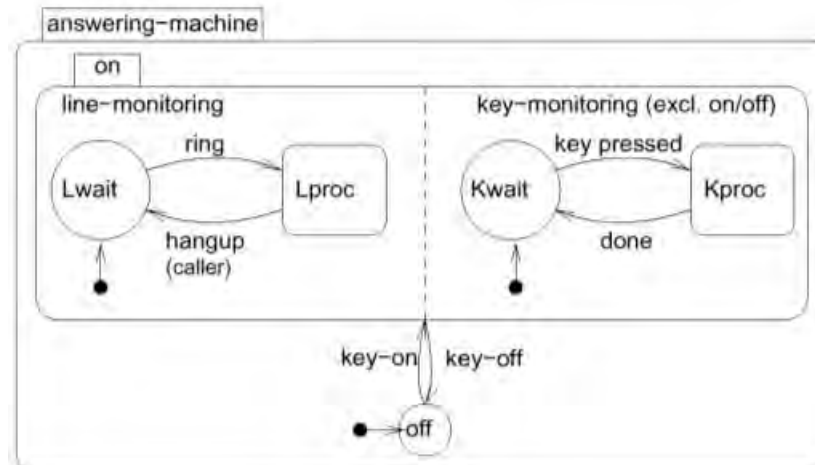 answering−machine
on
line−monitoring
key−monitoring (excl. on/off)
ring
key pressed
Lwait
Lproc
Kwait
Kproc
hangup
(caller)
done
key−on
key−off
off